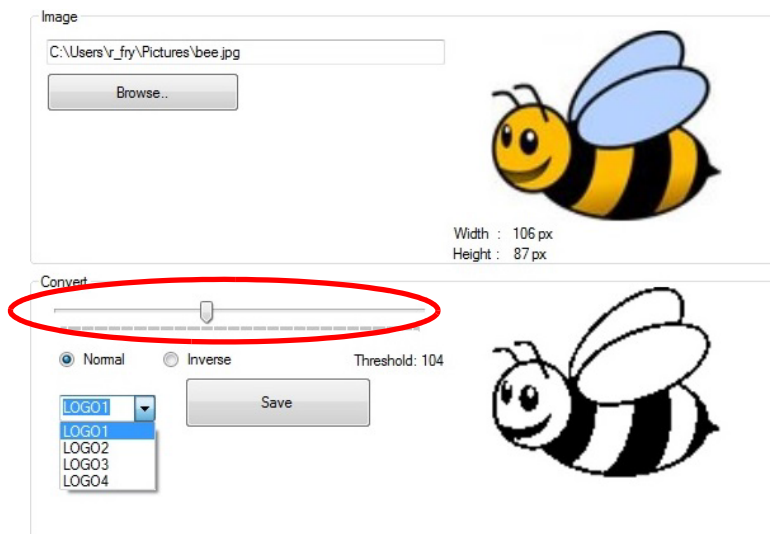 Image
C:\Users\r_fry\Pictures\bee.jpg
Browse..
Width : 106 px
Height : 87 px
Convert
Normal
Inverse
Threshold: 104
LOGO1
Save
LOGO1
LOGO2
LOGO3
LOGO4